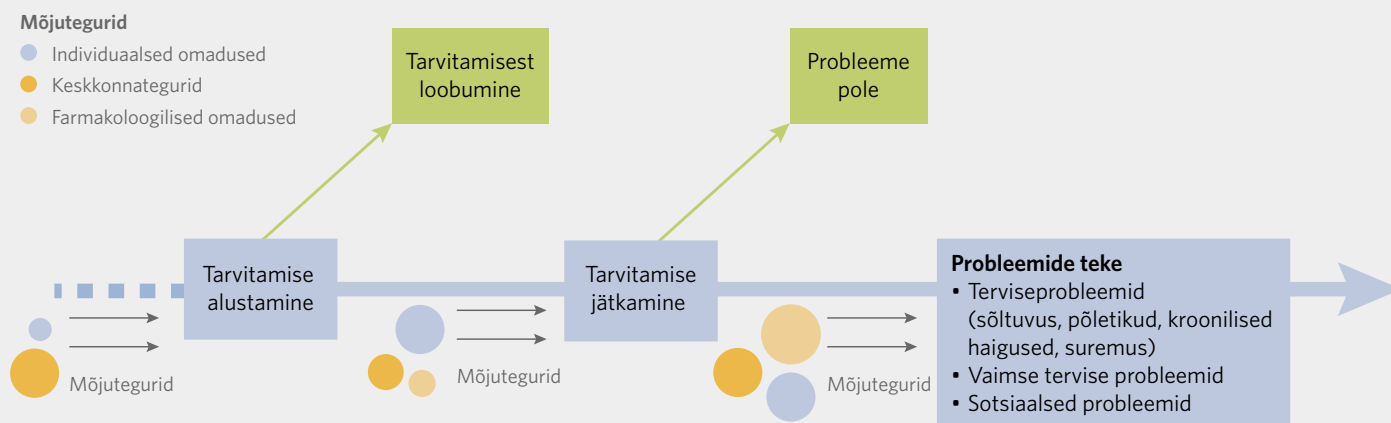 Mõjutegurid
Individuaalsed omadused
Keskkonnategurid
Farmakoloogilised omadused
Tarvitamisest
loobumine
Probleeme
pole
Tarvitamise
alustamine
Tarvitamise
jätkamine
Probleemide teke
• Terviseprobleemid
(sõltuvus, põletikud, kroonilised
haigused, suremus)
• Vaimse tervise probleemid
• Sotsiaalsed probleemid
Mõjutegurid
Mõjutegurid
Mõjutegurid